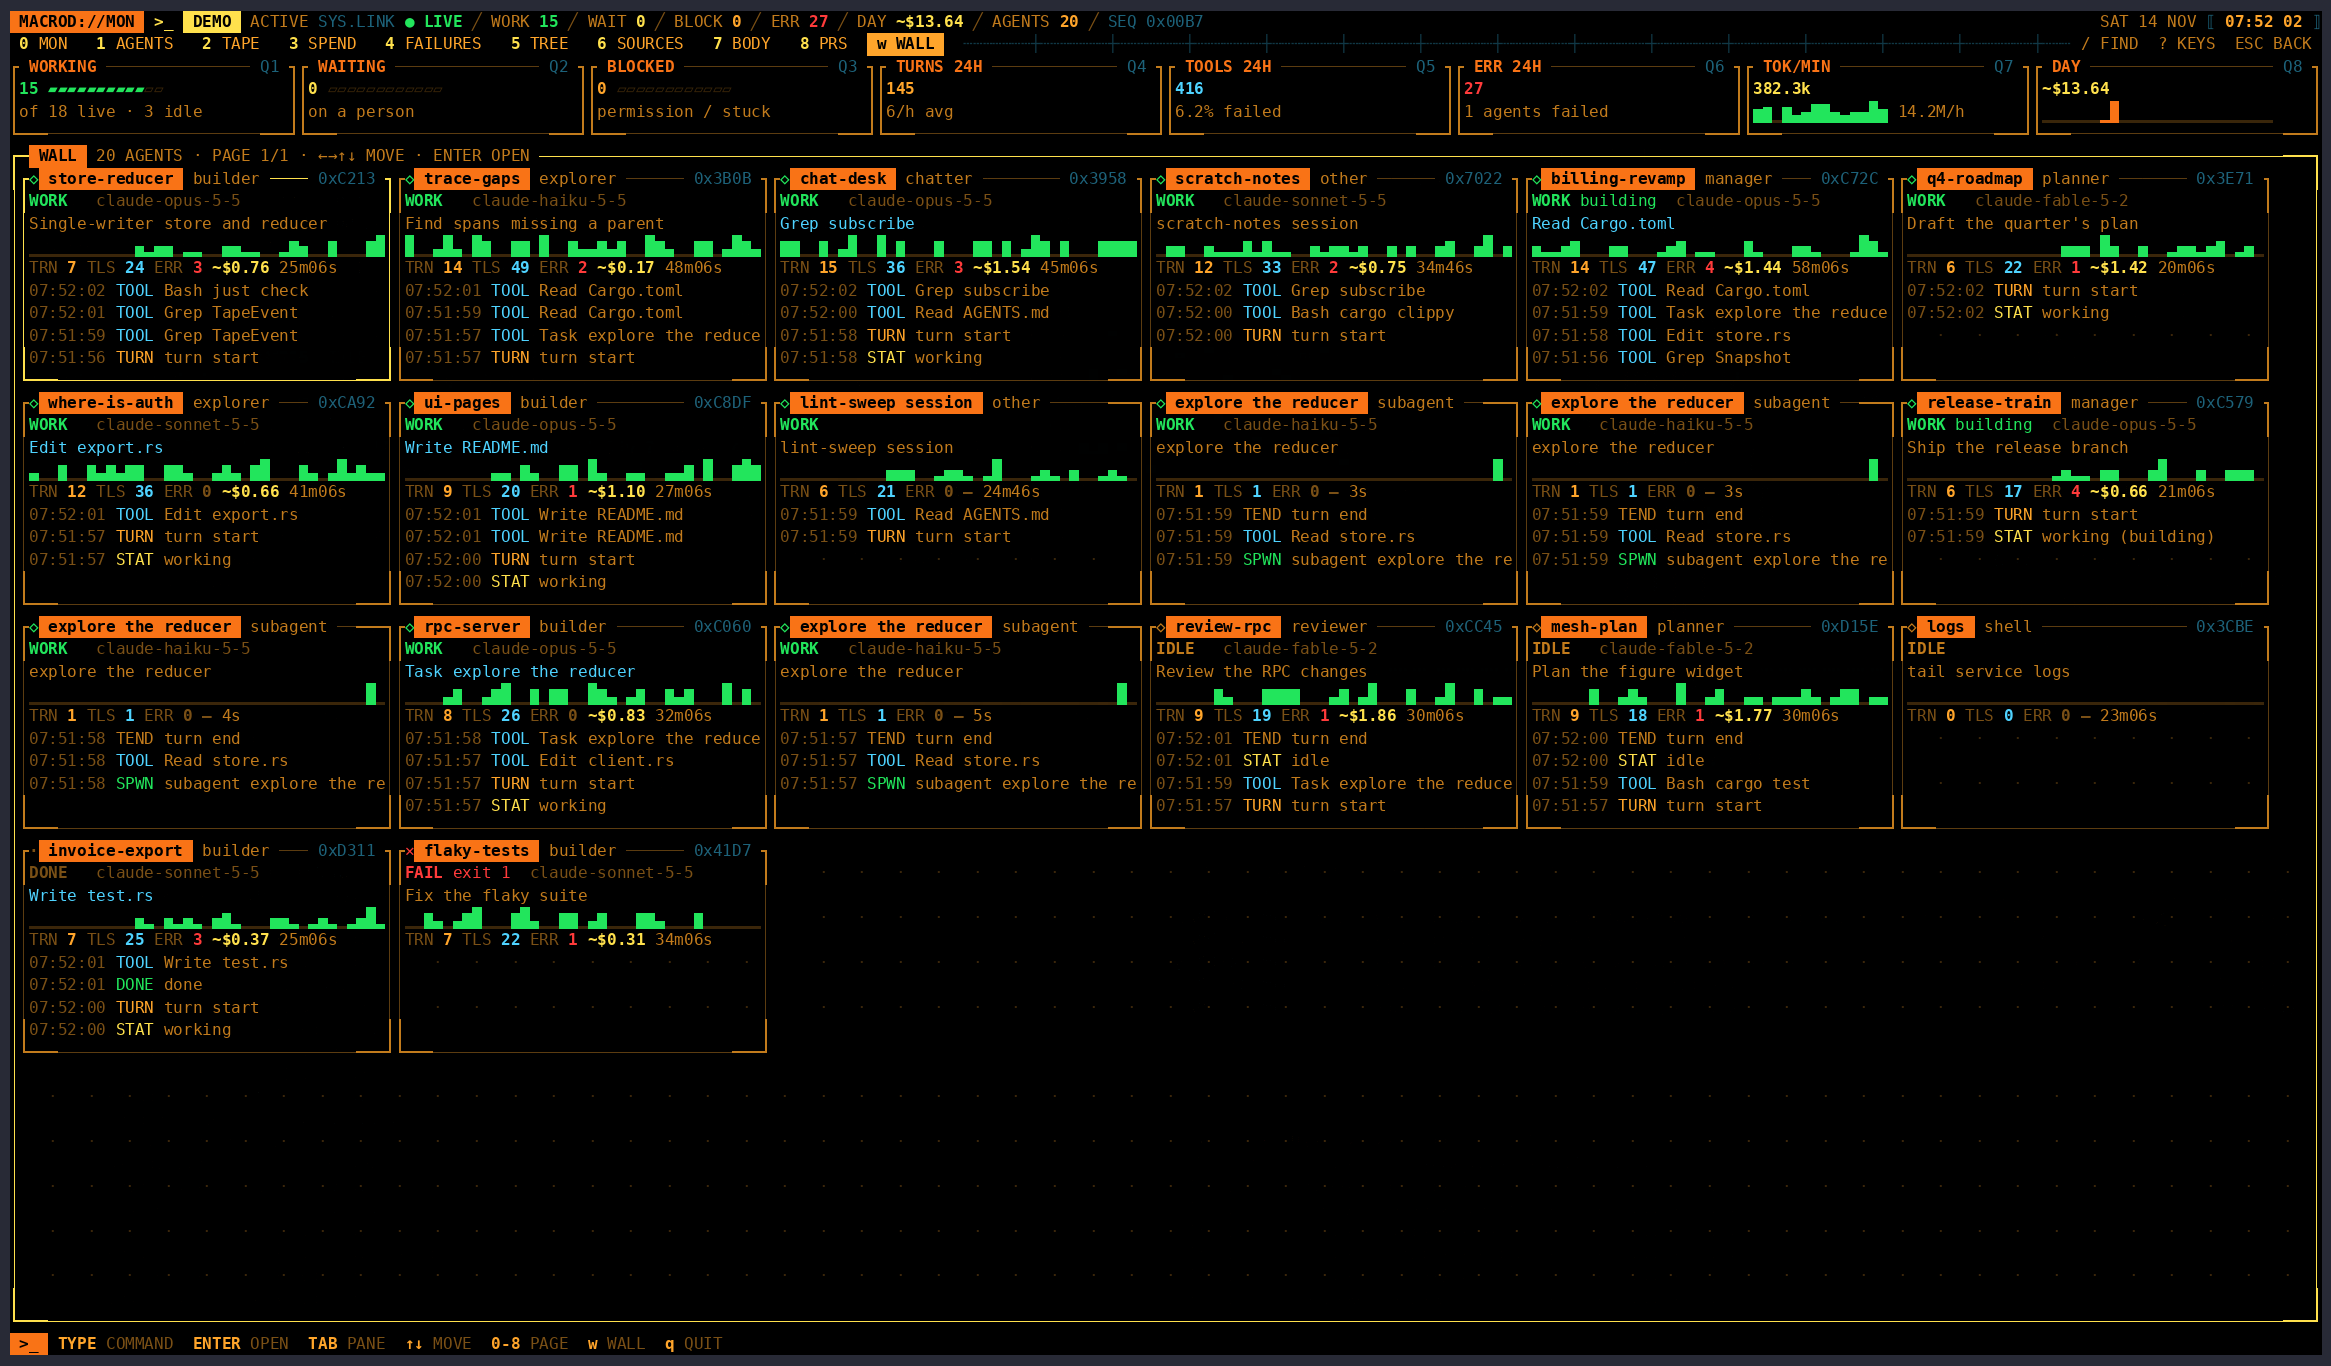 MACROD://MON >_ DEMO ACTIVE SYS.LINK ● LIVE / WORK 15 / WAIT 0 / BLOCK 0 / ERR 27 / DAY ~$13.64 / AGENTS 20 / SEQ 0x00B7 SAT 14 NOV 07:52 02
0 MON 1 AGENTS 2 TAPE 3 SPEND 4 FAILURES 5 TREE 6 SOURCES 7 BODY 8 PRS w WALL / FIND ? KEYS ESC BACK
WORKING Q1 WAITING Q2 BLOCKED Q3 TURNS 24H Q4 TOOLS 24H Q5 ERR 24H Q6 TOK/MIN Q7 DAY Q8
15 0 0 145 416 27 382.3k ~$13.64
of 18 live · 3 idle on a person permission / stuck 6/h avg 6.2% failed 1 agents failed 14.2M/h
WALL 20 AGENTS · PAGE 1/1 · ←→↑↓ MOVE · ENTER OPEN
store-reducer builder 0xC213
WORK claude-opus-5-5
Single-writer store and reducer
TRN 7 TLS 24 ERR 3 ~$0.76 25m06s
07:52:02 TOOL Bash just check
07:52:01 TOOL Grep TapeEvent
07:51:59 TOOL Grep TapeEvent
07:51:56 TURN turn start
trace-gaps explorer 0x3B0B
WORK claude-haiku-5-5
Find spans missing a parent
TRN 14 TLS 49 ERR 2 ~$0.17 48m06s
07:52:01 TOOL Read Cargo.toml
07:51:59 TOOL Read Cargo.toml
07:51:57 TOOL Task explore the reduce
07:51:57 TURN turn start
chat-desk chatter 0x3958
WORK claude-opus-5-5
Grep subscribe
TRN 15 TLS 36 ERR 3 ~$1.54 45m06s
07:52:02 TOOL Grep subscribe
07:52:00 TOOL Read AGENTS.md
07:51:58 TURN turn start
07:51:58 STAT working
scratch-notes other 0x7022
WORK claude-sonnet-5-5
scratch-notes session
TRN 12 TLS 33 ERR 2 ~$0.75 34m46s
07:52:02 TOOL Grep subscribe
07:52:00 TOOL Bash cargo clippy
07:52:00 TURN turn start
billing-revamp manager 0xC72C
WORK building claude-opus-5-5
Read Cargo.toml
TRN 14 TLS 47 ERR 4 ~$1.44 58m06s
07:52:02 TOOL Read Cargo.toml
07:51:59 TOOL Task explore the reduce
07:51:58 TOOL Edit store.rs
07:51:56 TOOL Grep Snapshot
q4-roadmap planner 0x3E71
WORK claude-fable-5-2
Draft the quarter's plan
TRN 6 TLS 22 ERR 1 ~$1.42 20m06s
07:52:02 TURN turn start
07:52:02 STAT working
where-is-auth explorer 0xCA92
WORK claude-sonnet-5-5
Edit export.rs
TRN 12 TLS 36 ERR 0 ~$0.66 41m06s
07:52:01 TOOL Edit export.rs
07:51:57 TURN turn start
07:51:57 STAT working
ui-pages builder 0xC8DF
WORK claude-opus-5-5
Write README.md
TRN 9 TLS 20 ERR 1 ~$1.10 27m06s
07:52:01 TOOL Write README.md
07:52:01 TOOL Write README.md
07:52:00 TURN turn start
07:52:00 STAT working
lint-sweep session other
WORK
lint-sweep session
TRN 6 TLS 21 ERR 0 — 24m46s
07:51:59 TOOL Read AGENTS.md
07:51:59 TURN turn start
explore the reducer subagent
WORK claude-haiku-5-5
explore the reducer
TRN 1 TLS 1 ERR 0 — 3s
07:51:59 TEND turn end
07:51:59 TOOL Read store.rs
07:51:59 SPWN subagent explore the re
explore the reducer subagent
WORK claude-haiku-5-5
explore the reducer
TRN 1 TLS 1 ERR 0 — 3s
07:51:59 TEND turn end
07:51:59 TOOL Read store.rs
07:51:59 SPWN subagent explore the re
release-train manager 0xC579
WORK building claude-opus-5-5
Ship the release branch
TRN 6 TLS 17 ERR 4 ~$0.66 21m06s
07:51:59 TURN turn start
07:51:59 STAT working (building)
explore the reducer subagent
WORK claude-haiku-5-5
explore the reducer
TRN 1 TLS 1 ERR 0 — 4s
07:51:58 TEND turn end
07:51:58 TOOL Read store.rs
07:51:58 SPWN subagent explore the re
rpc-server builder 0xC060
WORK claude-opus-5-5
Task explore the reducer
TRN 8 TLS 26 ERR 0 ~$0.83 32m06s
07:51:58 TOOL Task explore the reduce
07:51:57 TOOL Edit client.rs
07:51:57 TURN turn start
07:51:57 STAT working
explore the reducer subagent
WORK claude-haiku-5-5
explore the reducer
TRN 1 TLS 1 ERR 0 — 5s
07:51:57 TEND turn end
07:51:57 TOOL Read store.rs
07:51:57 SPWN subagent explore the re
review-rpc reviewer 0xCC45
IDLE claude-fable-5-2
Review the RPC changes
TRN 9 TLS 19 ERR 1 ~$1.86 30m06s
07:52:01 TEND turn end
07:52:01 STAT idle
07:51:59 TOOL Task explore the reduce
07:51:57 TURN turn start
mesh-plan planner 0xD15E
IDLE claude-fable-5-2
Plan the figure widget
TRN 9 TLS 18 ERR 1 ~$1.77 30m06s
07:52:00 TEND turn end
07:52:00 STAT idle
07:51:59 TOOL Bash cargo test
07:51:57 TURN turn start
logs shell 0x3CBE
IDLE
tail service logs
TRN 0 TLS 0 ERR 0 — 23m06s
invoice-export builder 0xD311
DONE claude-sonnet-5-5
Write test.rs
TRN 7 TLS 25 ERR 3 ~$0.37 25m06s
07:52:01 TOOL Write test.rs
07:52:01 DONE done
07:52:00 TURN turn start
07:52:00 STAT working
flaky-tests builder 0x41D7
FAIL exit 1 claude-sonnet-5-5
Fix the flaky suite
TRN 7 TLS 22 ERR 1 ~$0.31 34m06s
>_ TYPE COMMAND ENTER OPEN TAB PANE ↑↓ MOVE 0-8 PAGE w WALL q QUIT